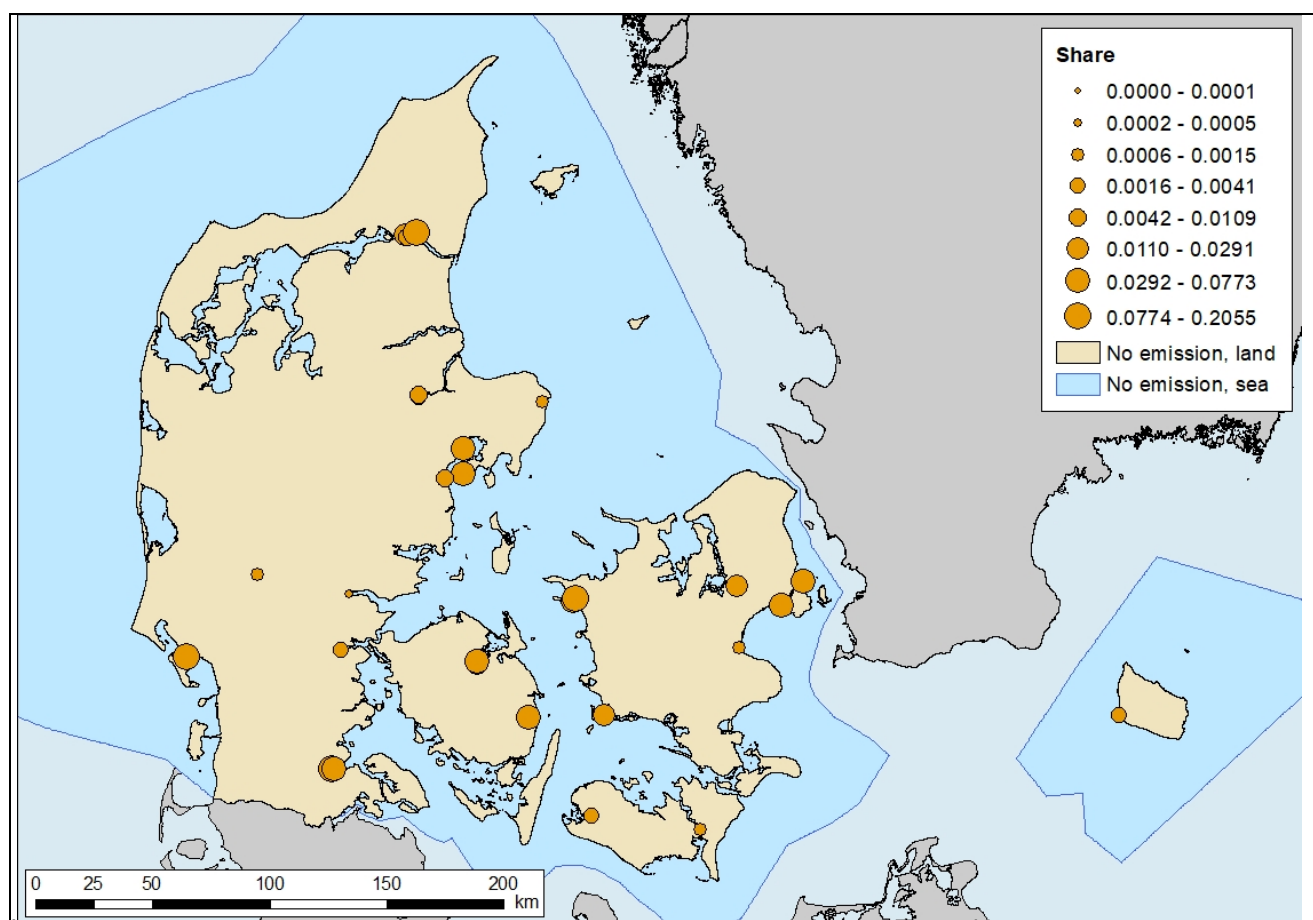 Share
0.0000 - 0.0001
0.0002 - 0.0005
0.0006 - 0.0015
0.0016 - 0.0041
0.0042 - 0.0109
0.0110 - 0.0291
0.0292 - 0.0773
0.0774 - 0.2055
No emission, land
No emission, sea
0 25 50 100 150 200
km